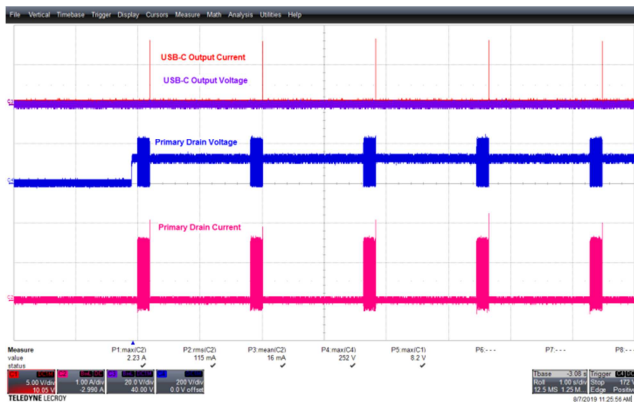 File Vertical Timebase Trigger Display Cursors Measure Math Analysis Utilities Help
USB-C Output Current
USB-C Output Voltage
Primary Drain Voltage
Primary Drain Current
Measure P1:max(C2) P2:rms(C2) P3:mean(C2) P4:max(C4) P5:max(C1) P6:--- P7:--- P8:---
value 2.23 A 115 mA 16 mA 252 V 8.2 V
status
5.00 V/div 1.00 A/div 20.0 V/div 200 V/div Tbase -3.08 s Trigger
10.05 V -2.990 A 40.00 V 0.0 V offset Roll 1.00 s/div Stop 172 V
12.5 MS Edge Positive
TELEDYNE LECROY 8/7/2019 11:25:56 AM